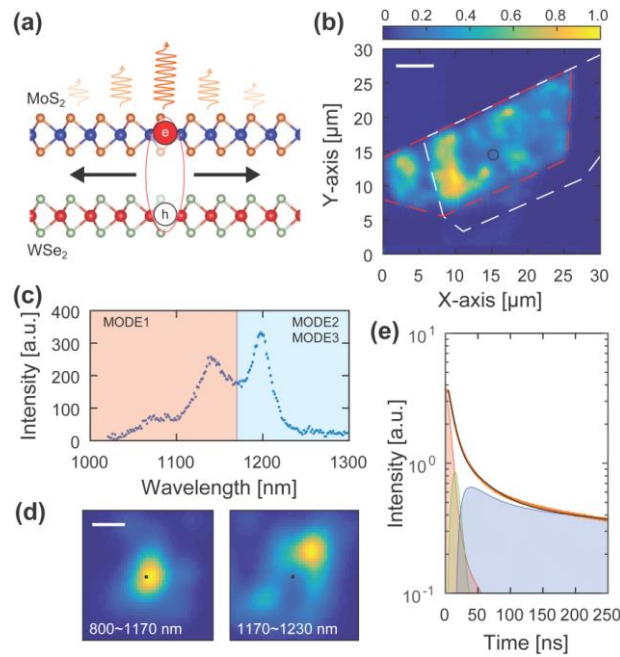 (a)
MoS2
e
h
WSe2
(b)
0 0.2 0.4 0.6 0.8 1.0
30
25
20
15
10
5
0
Y-axis [μm]
0 5 10 15 20 25 30
X-axis [μm]
(c)
400
300
200
100
0
Intensity [a.u.]
MODE1
MODE2
MODE3
1000 1100 1200 1300
Wavelength [nm]
(d)
800~1170 nm
1170~1230 nm
(e)
10¹
10⁰
10⁻¹
Intensity [a.u.]
0 50 100 150 200 250
Time [ns]